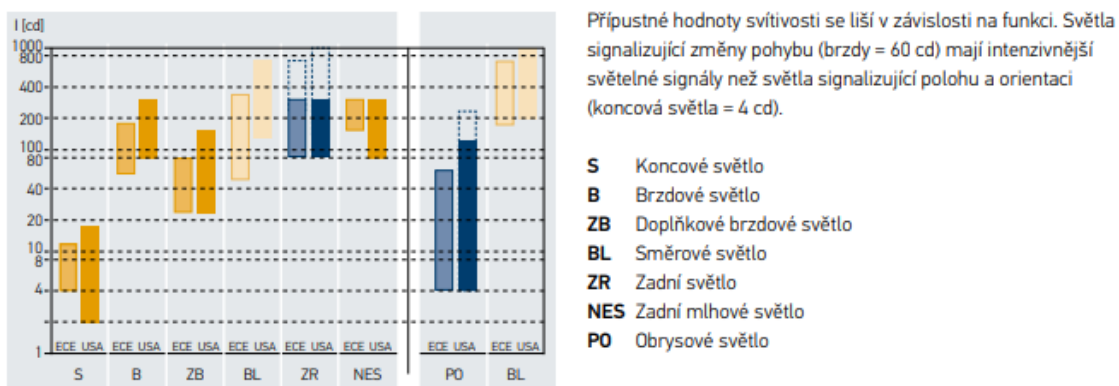 I [cd]
1000
800
400
200
100
80
40
20
10
8
4
1
ECE USA ECE USA ECE USA ECE USA ECE USA ECE USA ECE USA ECE USA
S B ZB BL ZR NES PO BL
Přípustné hodnoty svítivosti se liší v závislosti na funkci. Světla
signalizující změny pohybu (brzdy = 60 cd) mají intenzivnější
světelné signály než světla signalizující polohu a orientaci
(koncová světla = 4 cd).
S Koncové světlo
B Brzdové světlo
ZB Doplňkové brzdové světlo
BL Směrové světlo
ZR Zadní světlo
NES Zadní mlhové světlo
PO Obrysové světlo